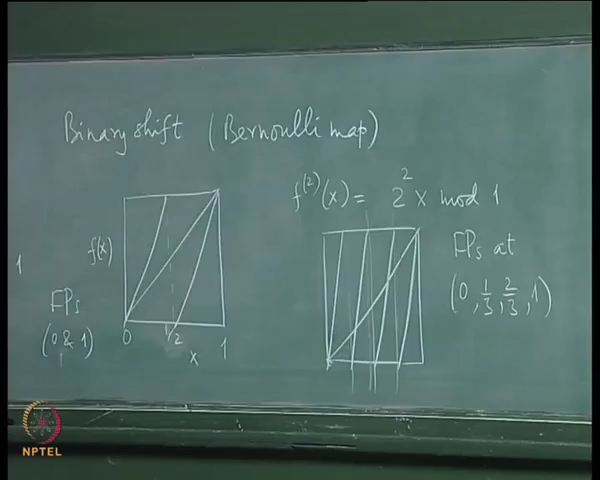 Binary shift (Bernoulli map)
f(x)
1
FPs
(0 & 1)
0 1/2 1
x
f^(2)(x) = 2^2 x mod 1
FPs at
(0, 1/3, 2/3, 1)
NPTEL